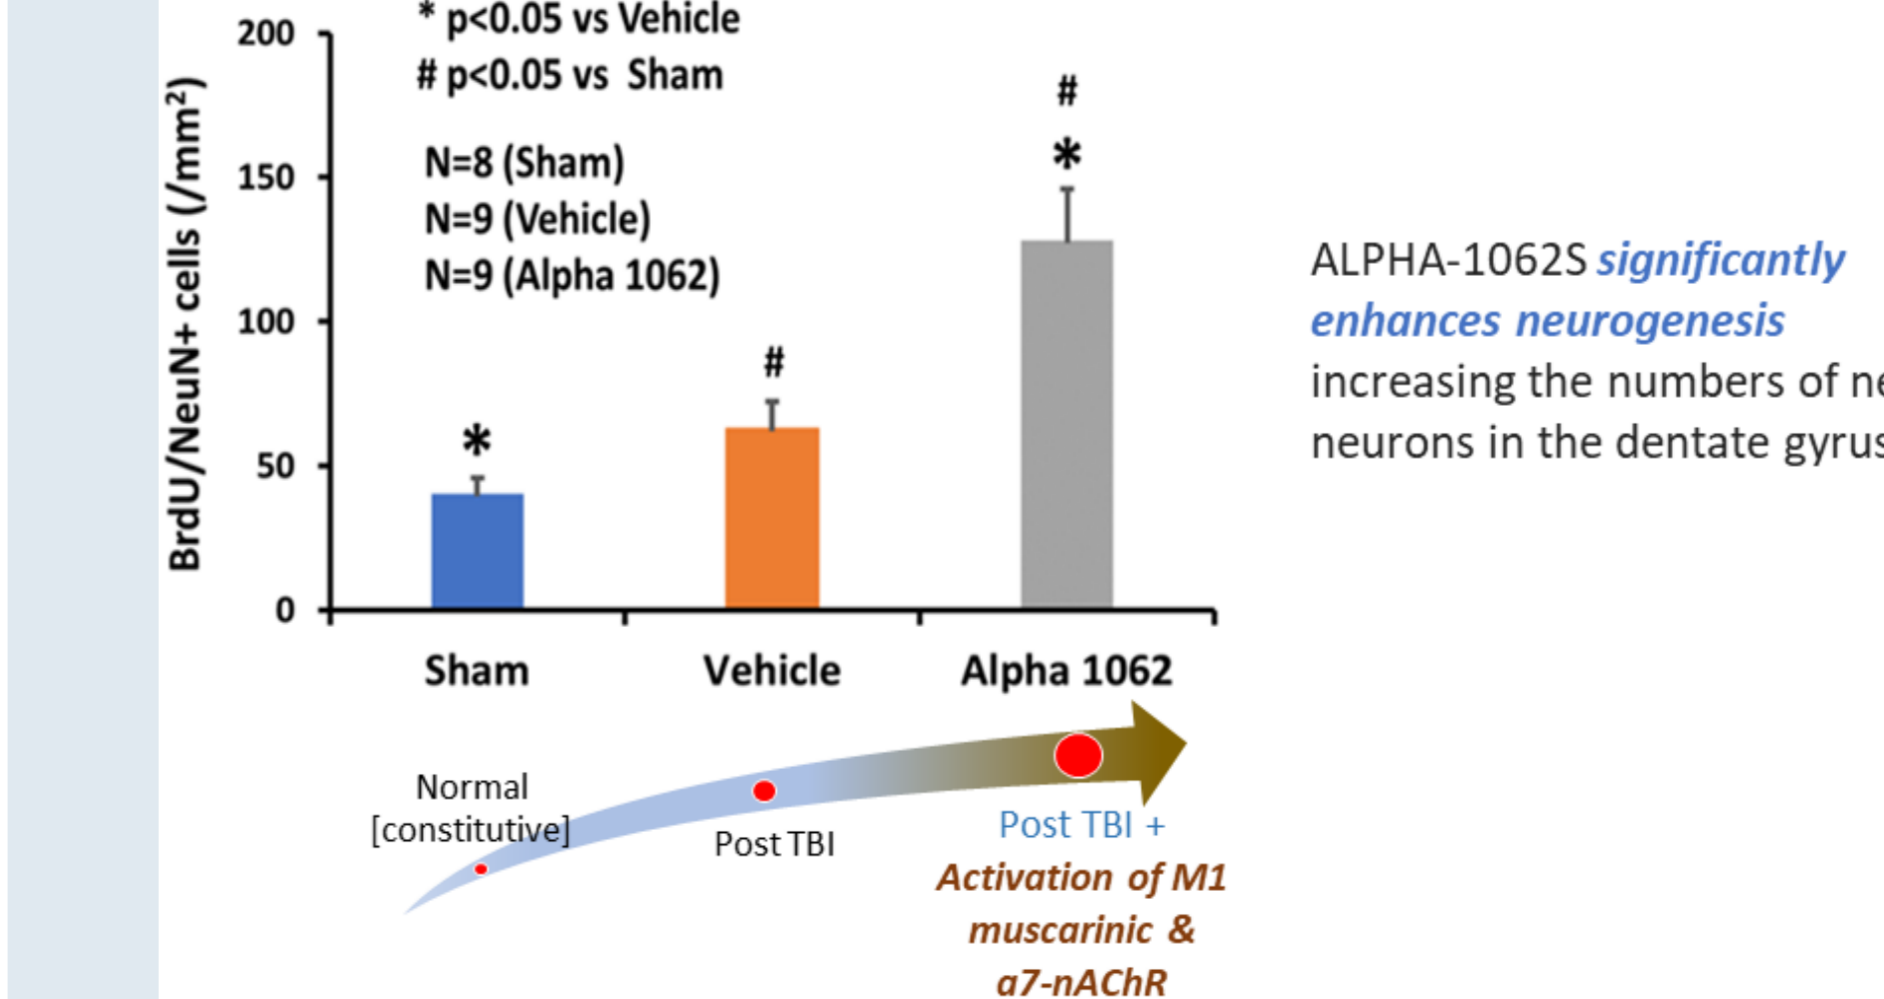 * p<0.05 vs Vehicle
# p<0.05 vs Sham
N=8 (Sham)
N=9 (Vehicle)
N=9 (Alpha 1062)
BrdU/NeuN+ cells (/mm²)
200
150
100
50
0
#
*
#
*
Sham
Vehicle
Alpha 1062
Normal
[constitutive]
Post TBI
Post TBI +
Activation of M1
muscarinic &
α7-nAChR
ALPHA-1062S significantly
enhances neurogenesis
increasing the numbers of
neurons in the dentate gyrus